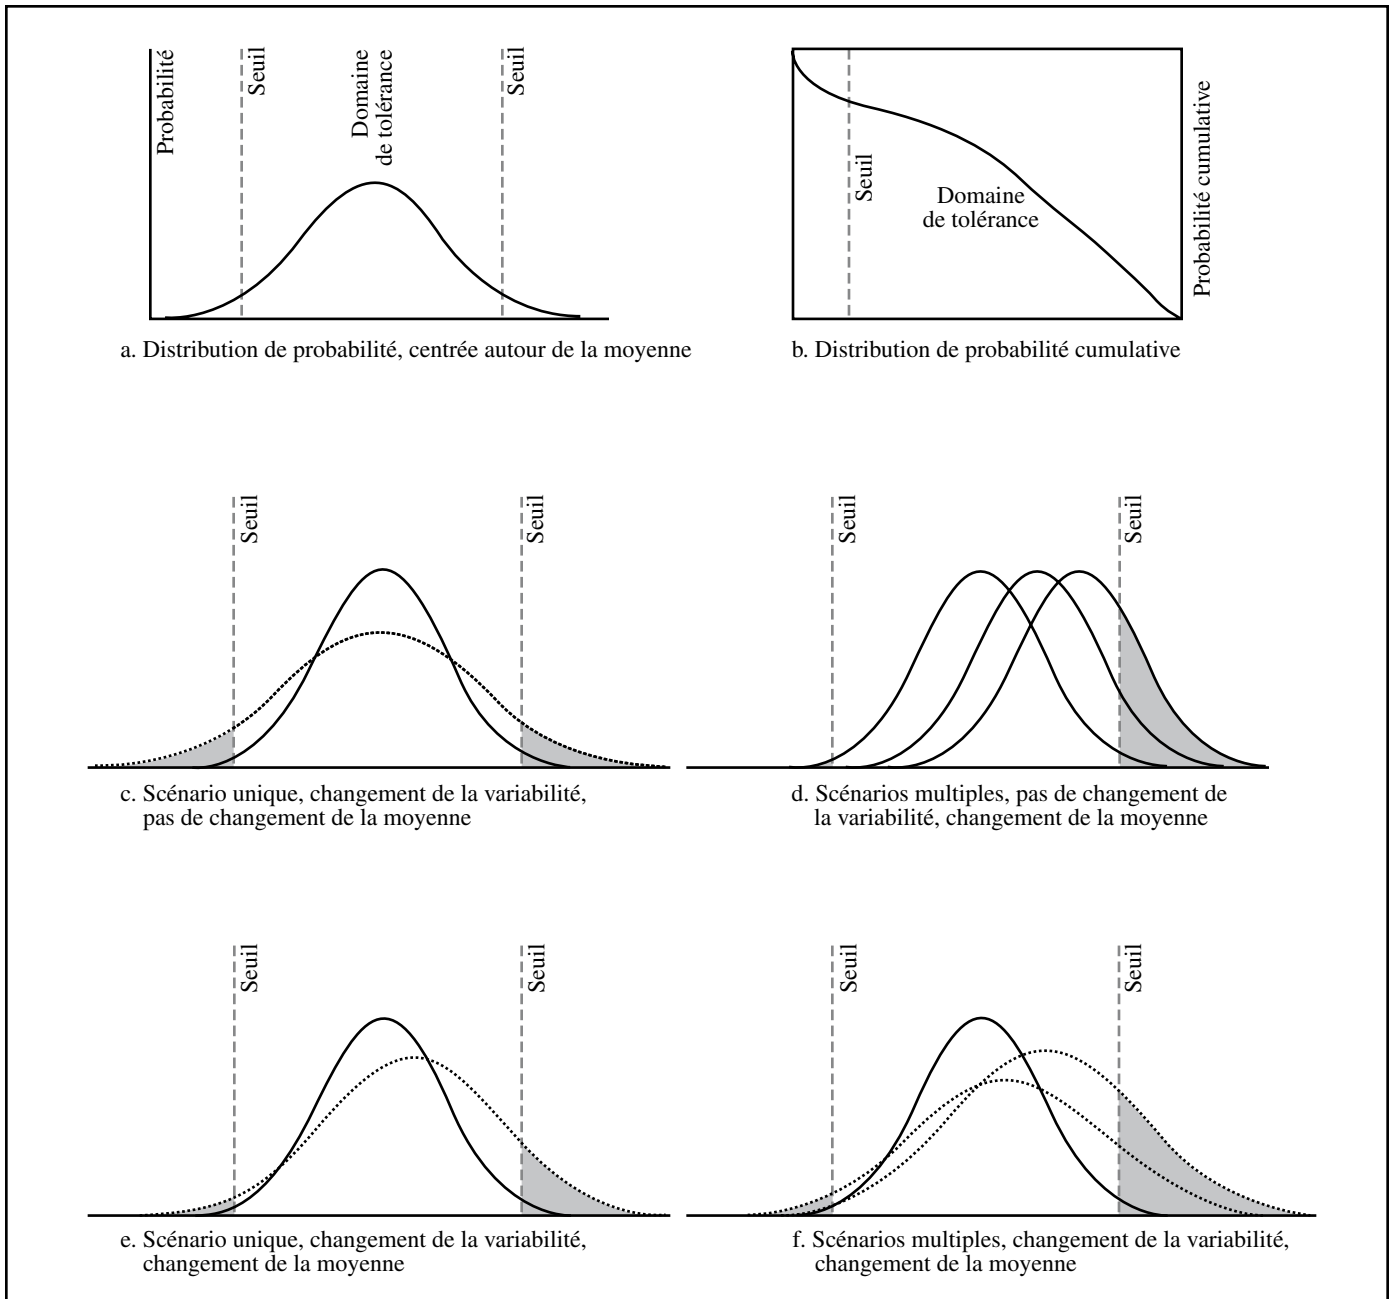 Probabilité
Seuil
Domaine
de tolérance
Seuil
a. Distribution de probabilité, centrée autour de la moyenne
Seuil
Domaine
de tolérance
Probabilité cumulative
b. Distribution de probabilité cumulative
Seuil
Seuil
c. Scénario unique, changement de la variabilité,
pas de changement de la moyenne
Seuil
Seuil
d. Scénarios multiples, pas de changement de
la variabilité, changement de la moyenne
Seuil
Seuil
e. Scénario unique, changement de la variabilité,
changement de la moyenne
Seuil
Seuil
f. Scénarios multiples, changement de la variabilité,
changement de la moyenne